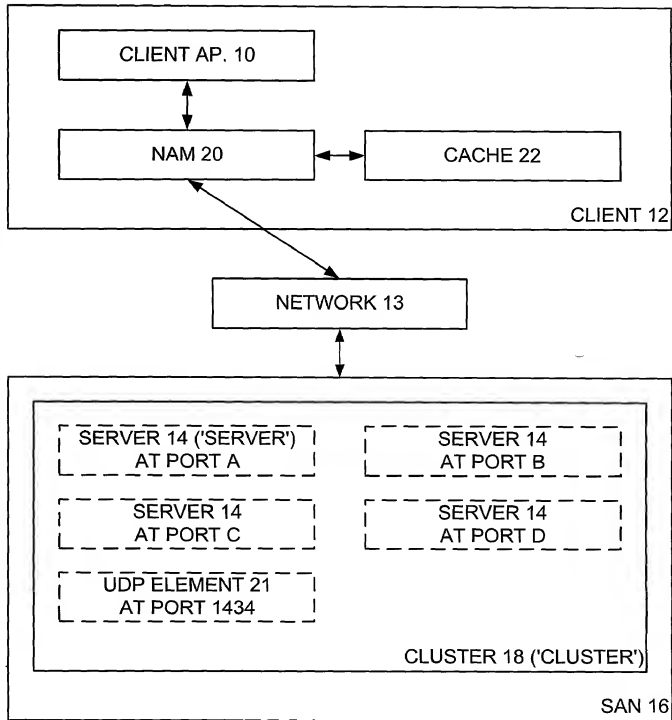 CLIENT AP. 10
NAM 20
CACHE 22
CLIENT 12
NETWORK 13
SERVER 14 ('SERVER')
AT PORT A
SERVER 14
AT PORT B
SERVER 14
AT PORT C
SERVER 14
AT PORT D
UDP ELEMENT 21
AT PORT 1434
CLUSTER 18 ('CLUSTER')
SAN 16